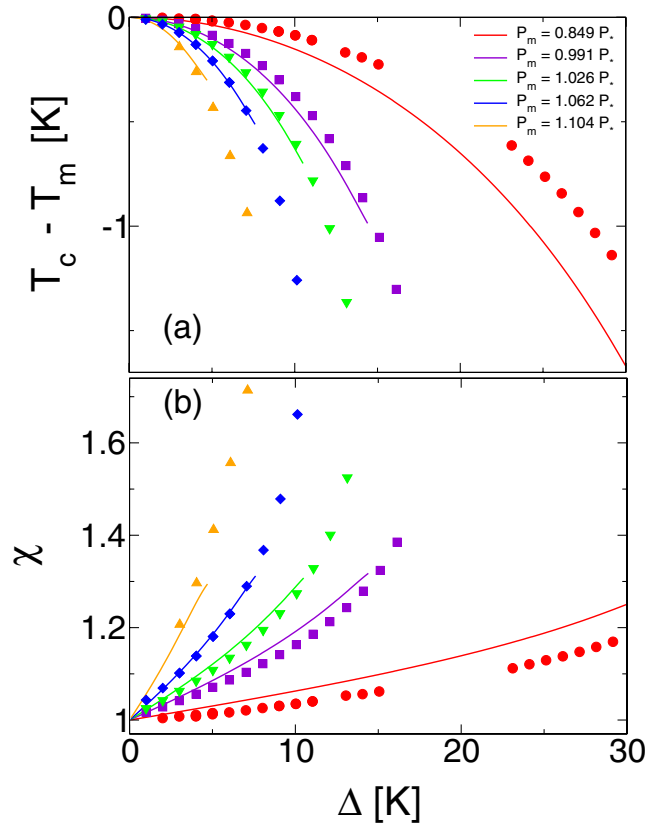 0
P_m = 0.849 P_*
P_m = 0.991 P_*
P_m = 1.026 P_*
P_m = 1.062 P_*
P_m = 1.104 P_*
T_c - T_m [K]
-1
(a)
(b)
1.6
1.4
χ
1.2
1
0 10 20 30
Δ [K]